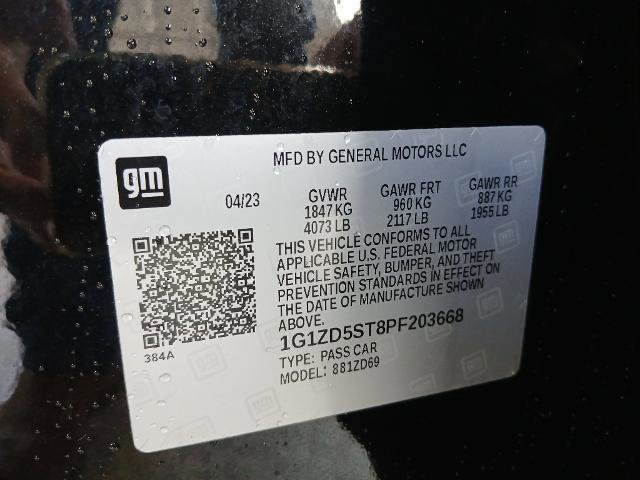 MFD BY GENERAL MOTORS LLC
gm
04/23
GVWR
1847 KG
4073 LB
GAWR FRT
960 KG
2117 LB
GAWR RR
887 KG
1955 LB
THIS VEHICLE CONFORMS TO ALL
APPLICABLE U.S. FEDERAL MOTOR
VEHICLE SAFETY, BUMPER, AND THEFT
PREVENTION STANDARDS IN EFFECT ON
THE DATE OF MANUFACTURE SHOWN
ABOVE.
384A
1G1ZD5ST8PF203668
TYPE: PASS CAR
MODEL: 881ZD69